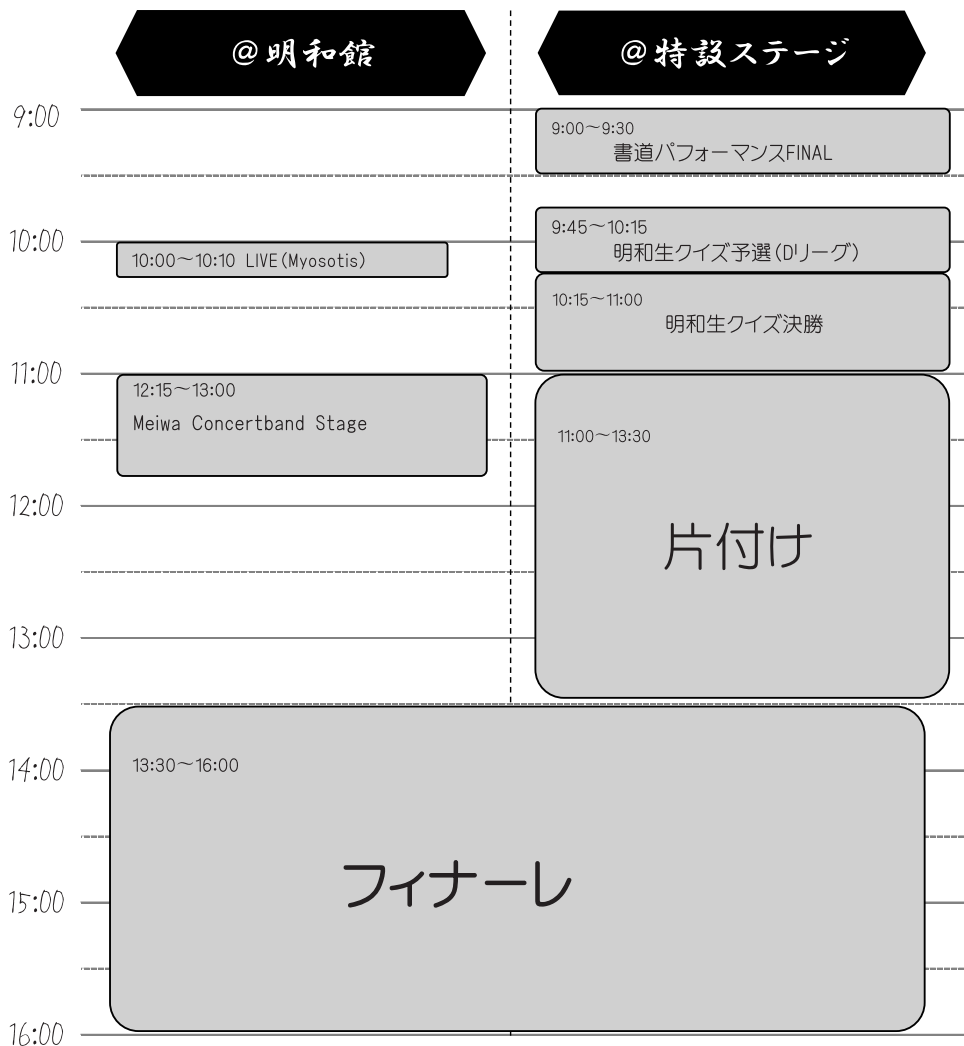 @明和館
@特設ステージ
9:00
9:00～9:30
書道パフォーマンスFINAL
9:45～10:15
明和生クイズ予選(Dリーグ)
10:00
10:00～10:10 LIVE(Myosotis)
10:15～11:00
明和生クイズ決勝
11:00
12:15～13:00
Meiwa Concertband Stage
11:00～13:30
片付け
12:00
13:00
13:30～16:00
フィナーレ
14:00
15:00
16:00